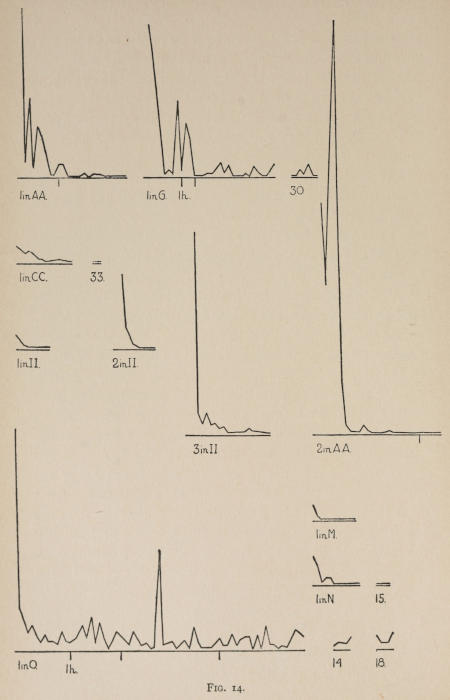 1 in AA.
1 in G. 1h.
30
1 in CC.
33.
1 in II.
2 in II.
3 in II
2 in AA.
1 in M.
1 in N
15.
1 in Q
1h.
14
18.
FIG. 14.